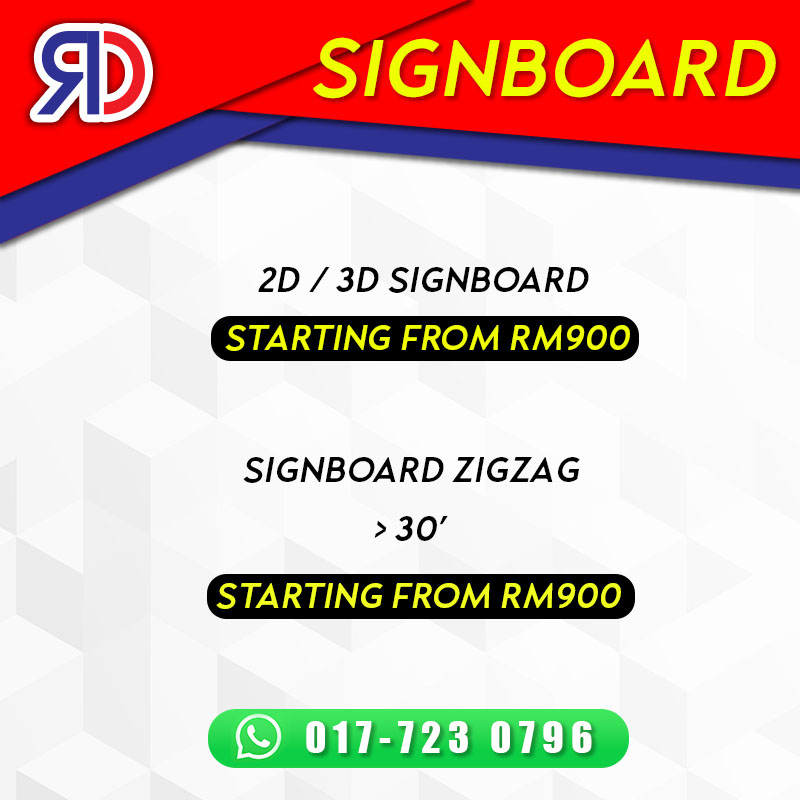 RD
SIGNBOARD
2D / 3D SIGNBOARD
STARTING FROM RM900
SIGNBOARD ZIGZAG
> 30'
STARTING FROM RM900
017-723 0796